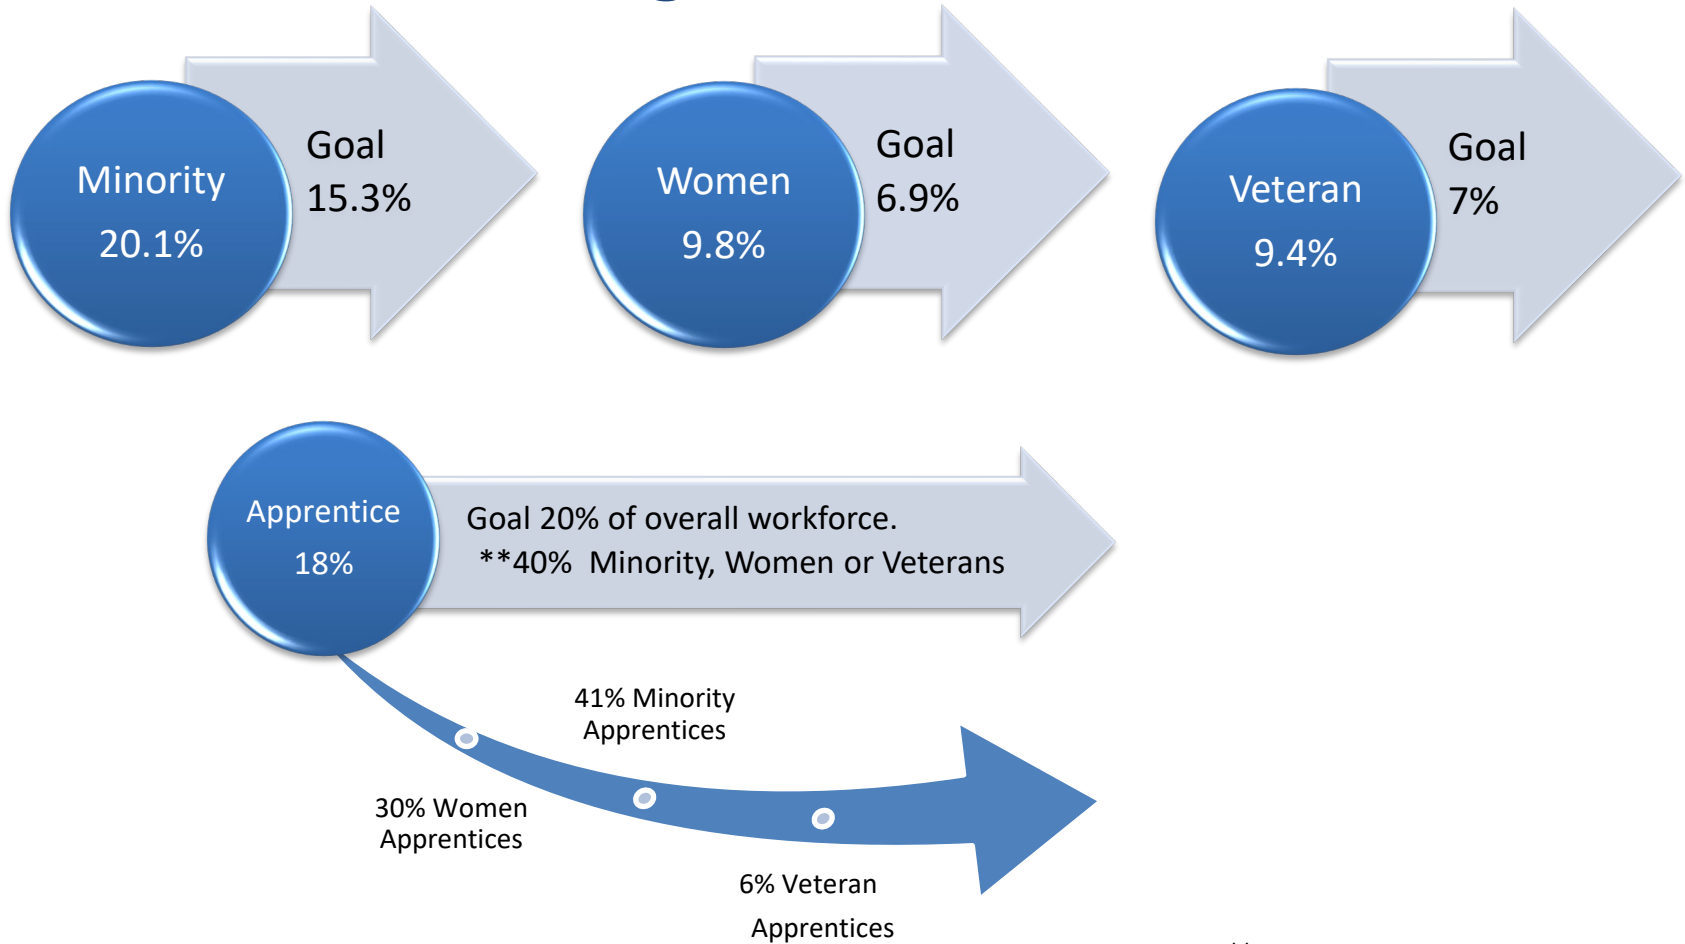 Minority
20.1%
Goal
15.3%
Women
9.8%
Goal
6.9%
Veteran
9.4%
Goal
7%
Apprentice
18%
Goal 20% of overall workforce.
**40% Minority, Women or Veterans
41% Minority
Apprentices
30% Women
Apprentices
6% Veteran
Apprentices